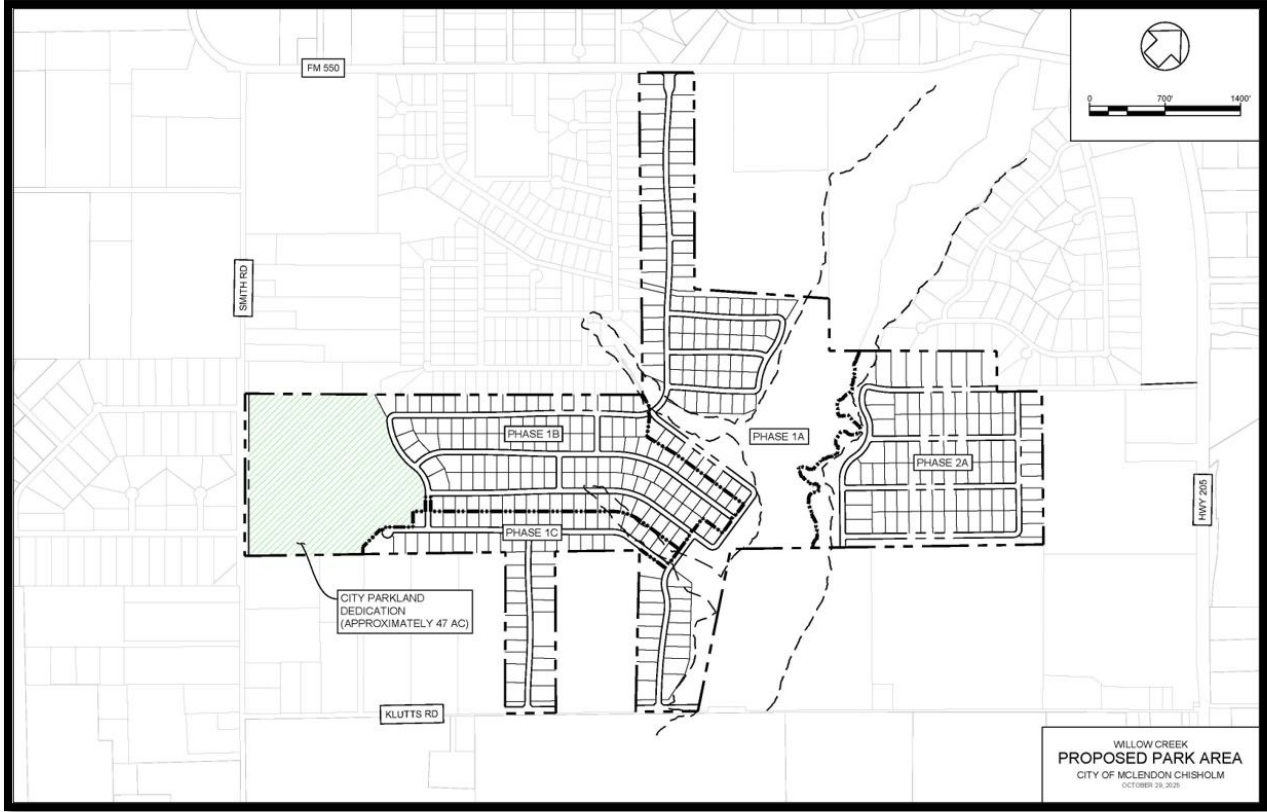 FM 550
0 700' 1400'
SMITH RD
PHASE 1B
PHASE 1A
PHASE 2A
HWY 205
PHASE 1C
CITY PARKLAND
DEDICATION
(APPROXIMATELY 47 AC)
KLUTTS RD
WILLOW CREEK
PROPOSED PARK AREA
CITY OF MCLENDON CHISHOLM
OCTOBER 29, 2025